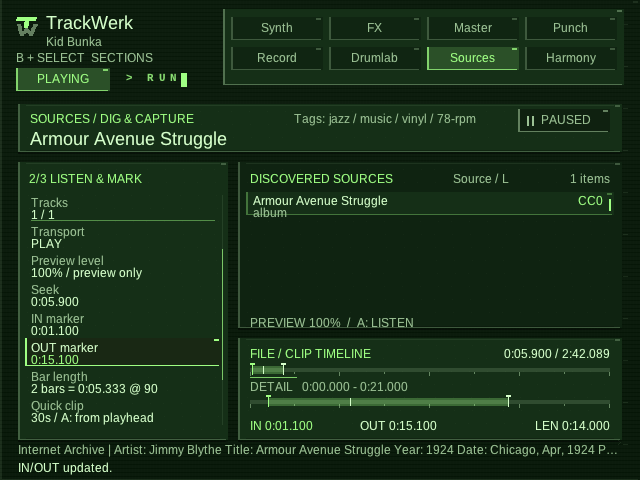 TrackWerk
Kid Bunka
B + SELECT SECTIONS
PLAYING
> RUN
Synth
FX
Master
Punch
Record
Drumlab
Sources
Harmony
SOURCES / DIG & CAPTURE
Armour Avenue Struggle
Tags: jazz / music / vinyl / 78-rpm
PAUSED
2/3 LISTEN & MARK
Tracks
1 / 1
Transport
PLAY
Preview level
100% / preview only
Seek
0:05.900
IN marker
0:01.100
OUT marker
0:15.100
Bar length
2 bars = 0:05.333 @ 90
Quick clip
30s / A: from playhead
DISCOVERED SOURCES
Source / L
1 items
Armour Avenue Struggle
CC0
album
PREVIEW 100% / A: LISTEN
FILE / CLIP TIMELINE
0:05.900 / 2:42.089
DETAIL 0:00.000 - 0:21.000
IN 0:01.100
OUT 0:15.100
LEN 0:14.000
Internet Archive | Artist: Jimmy Blythe Title: Armour Avenue Struggle Year: 1924 Date: Chicago, Apr, 1924 P...
IN/OUT updated.